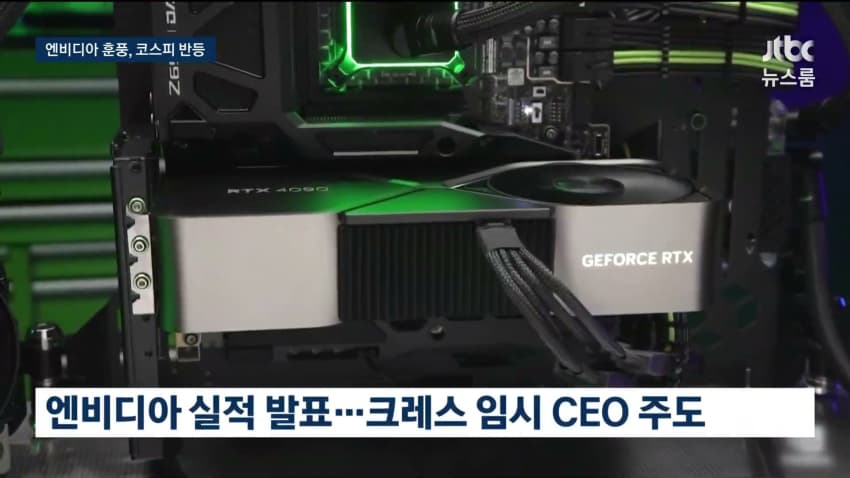 엔비디아 훈풍, 코스피 반등
jtbc
뉴스룸
Z69
RTX 4090
GEFORCE RTX
엔비디아 실적 발표…크레스 임시 CEO 주도